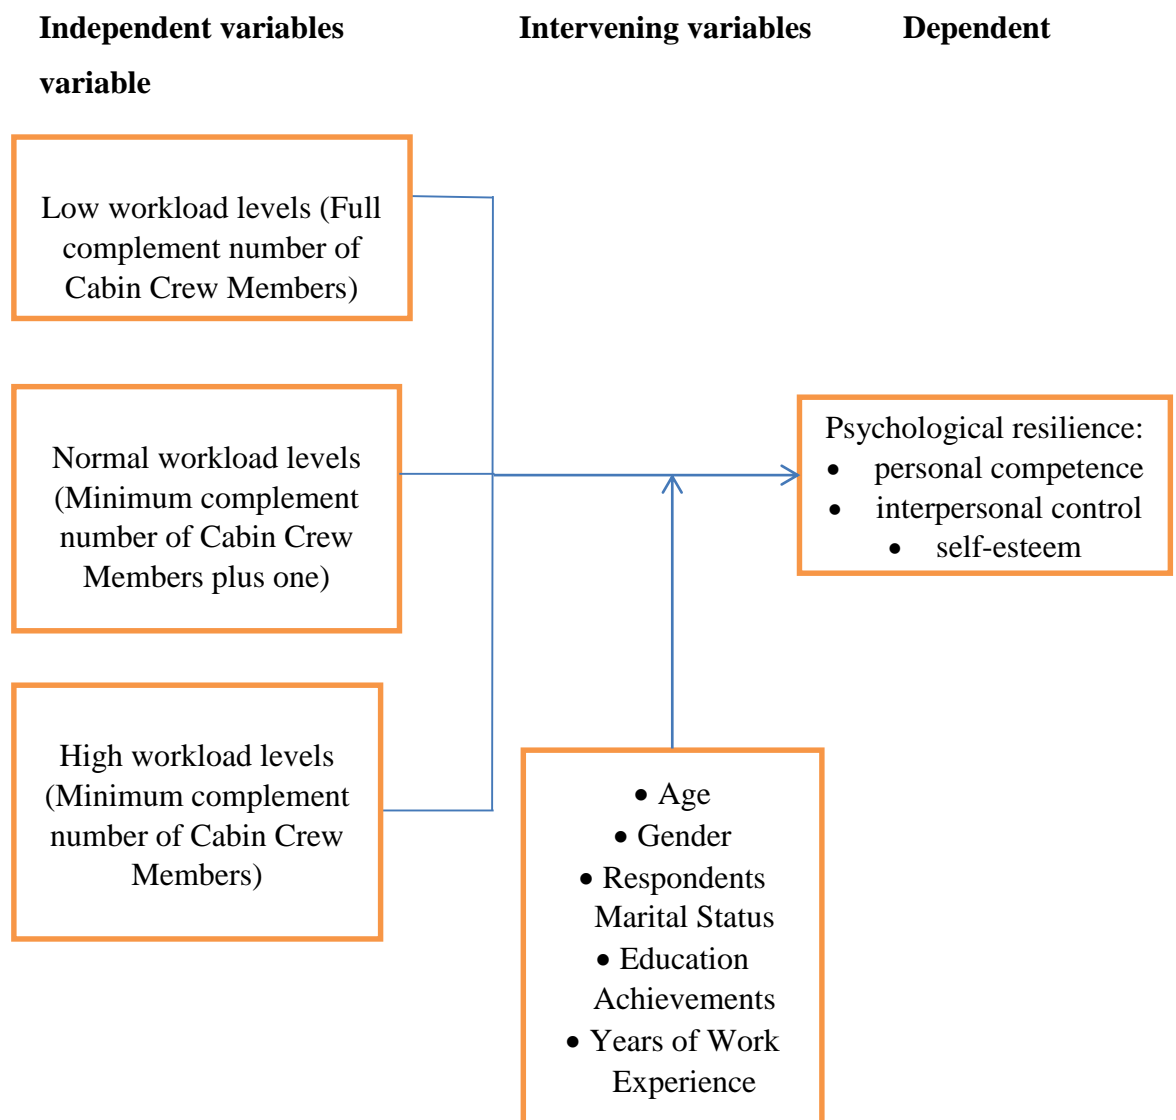 Independent variables Intervening variables Dependent
variable
Low workload levels (Full
complement number of
Cabin Crew Members)
Normal workload levels
(Minimum complement
number of Cabin Crew
Members plus one)
High workload levels
(Minimum complement
number of Cabin Crew
Members)
• Age
• Gender
• Respondents
Marital Status
• Education
Achievements
• Years of Work
Experience
Psychological resilience:
• personal competence
• interpersonal control
• self-esteem